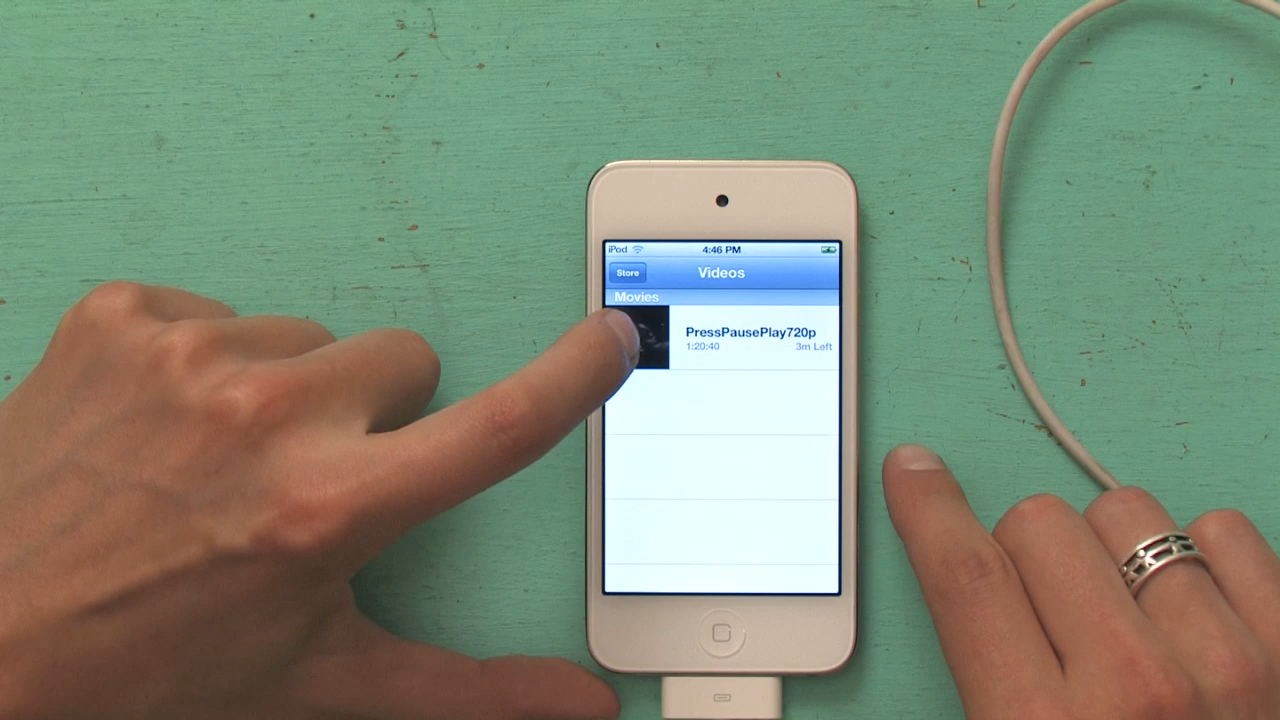 iPod 4:46 PM
Store Videos
Movies
PressPausePlay720p
1:20:40 3m Left